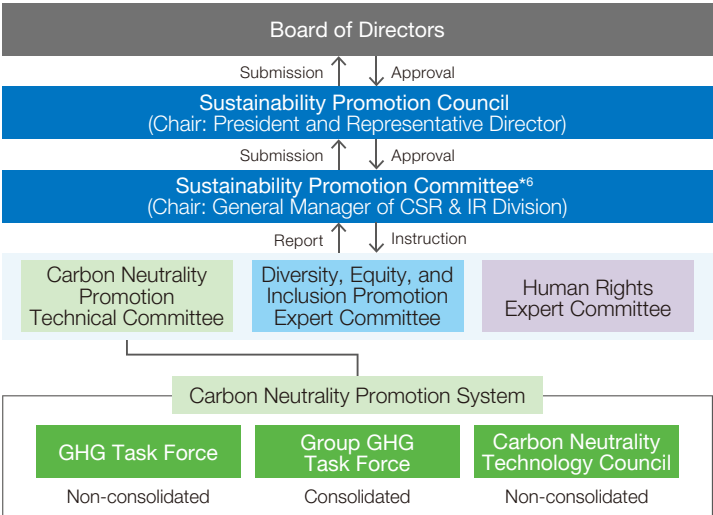 Board of Directors
Submission Approval
Sustainability Promotion Council
(Chair: President and Representative Director)
Submission Approval
Sustainability Promotion Committee*6
(Chair: General Manager of CSR & IR Division)
Report Instruction
Carbon Neutrality
Promotion
Technical Committee
Diversity, Equity, and
Inclusion Promotion
Expert Committee
Human Rights
Expert Committee
Carbon Neutrality Promotion System
GHG Task Force
Group GHG
Task Force
Carbon Neutrality
Technology Council
Non-consolidated Consolidated Non-consolidated